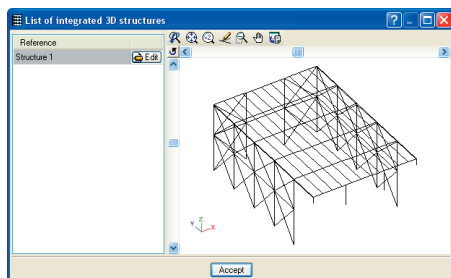 List of integrated 3D structures
Reference
Structure 1
Edit
Z
Y
X
Accept